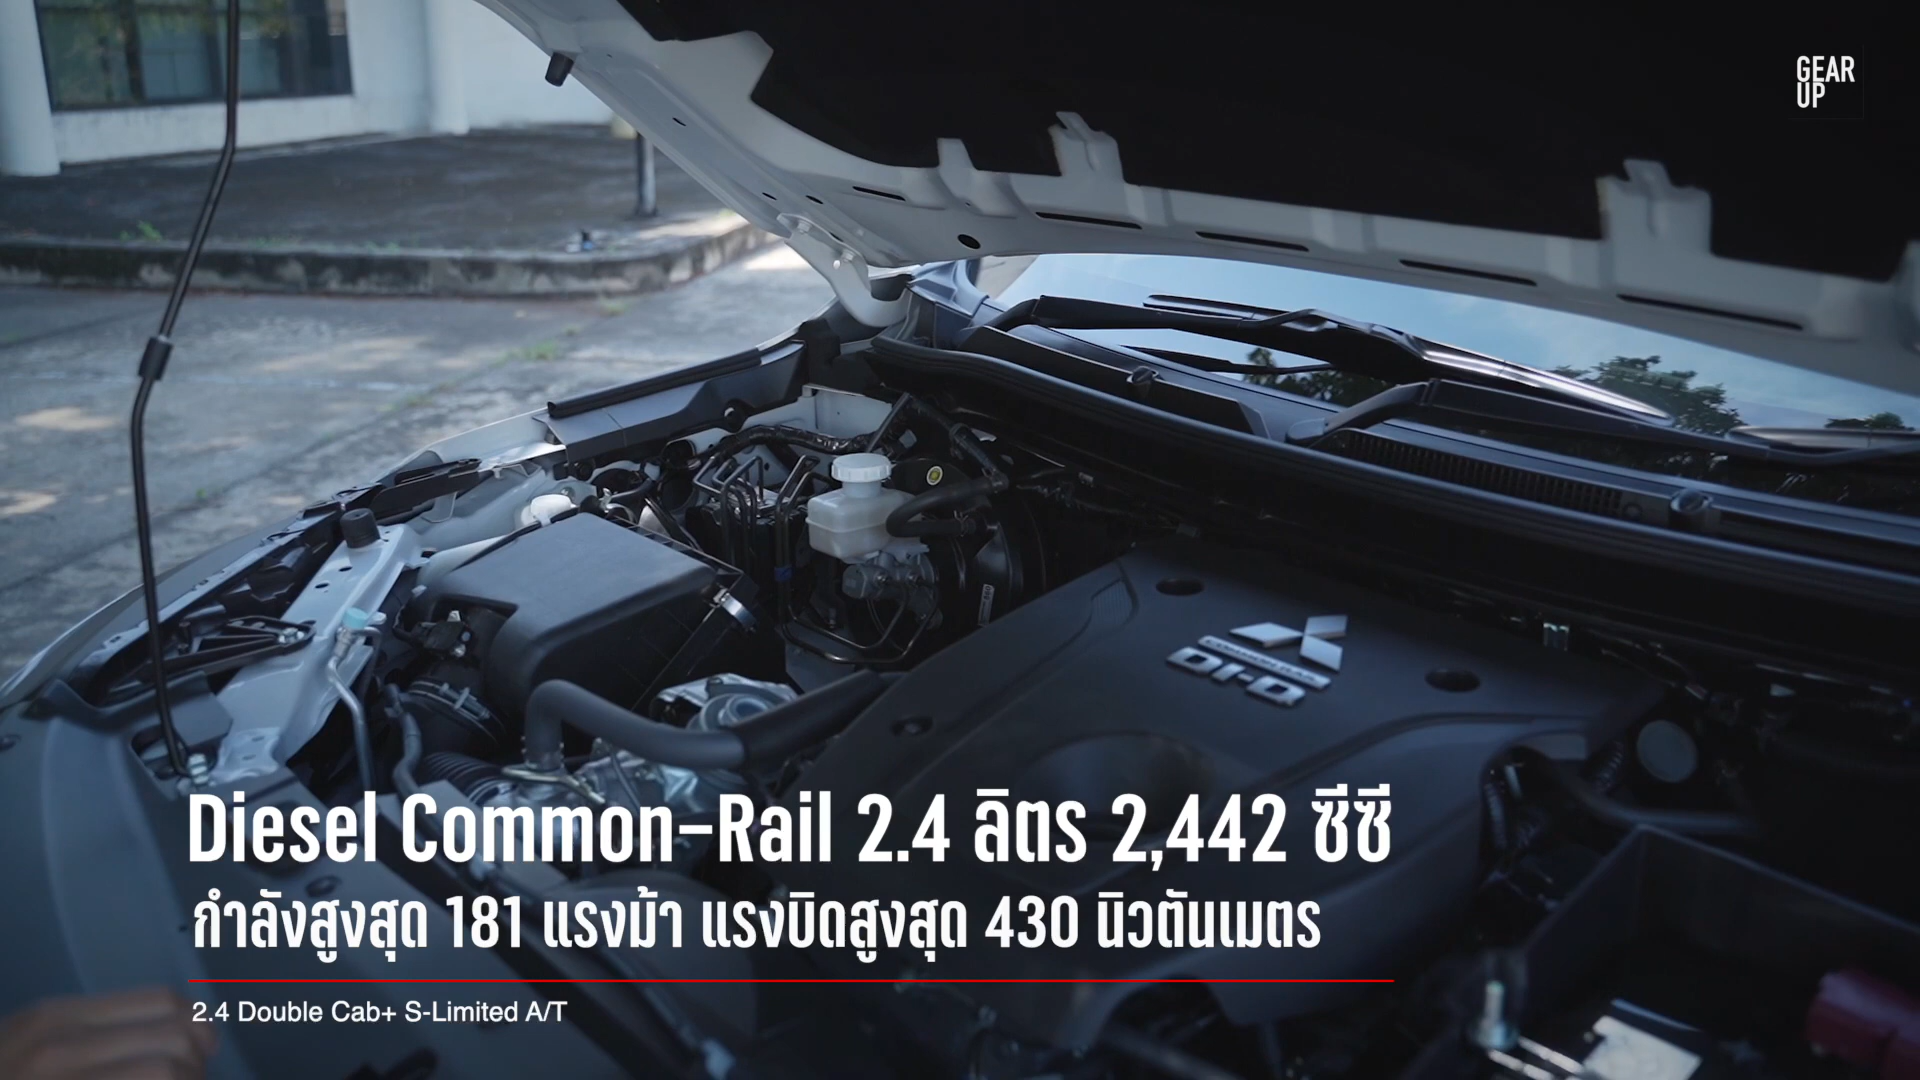 GEAR
UP
DI-D
Diesel Common-Rail 2.4 ลิตร 2,442 ซีซี
กำลังสูงสุด 181 แรงม้า แรงบิดสูงสุด 430 นิวตันเมตร
2.4 Double Cab+ S-Limited A/T